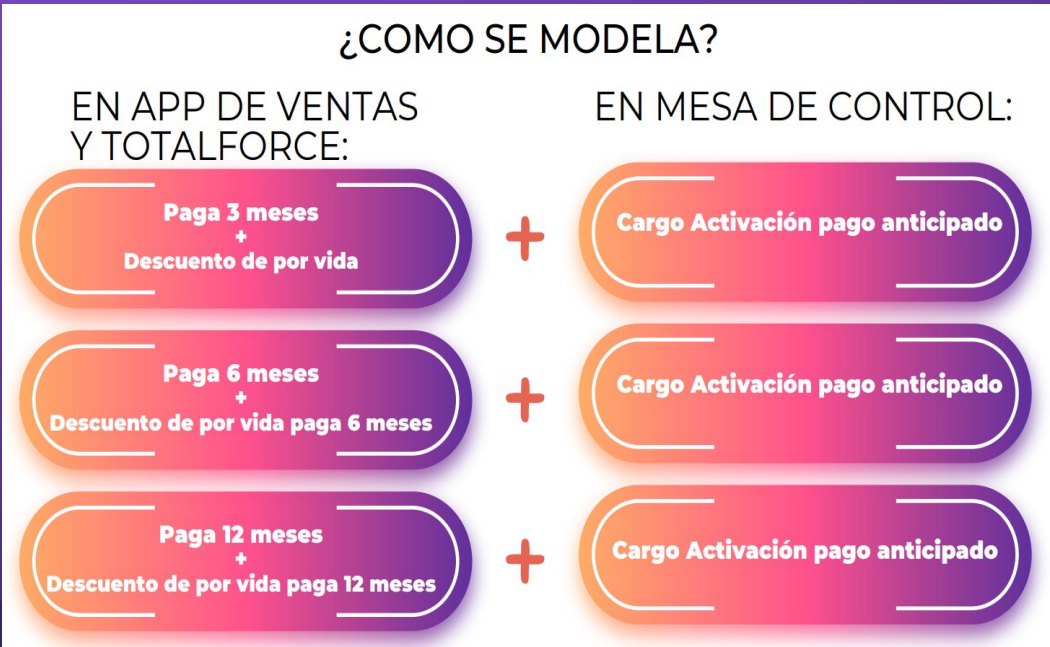 ¿COMO SE MODELA?
EN APP DE VENTAS
Y TOTALFORCE:
EN MESA DE CONTROL:
Paga 3 meses
+
Descuento de por vida
+
Cargo Activación pago anticipado
Paga 6 meses
+
Descuento de por vida paga 6 meses
+
Cargo Activación pago anticipado
Paga 12 meses
+
Descuento de por vida paga 12 meses
+
Cargo Activación pago anticipado